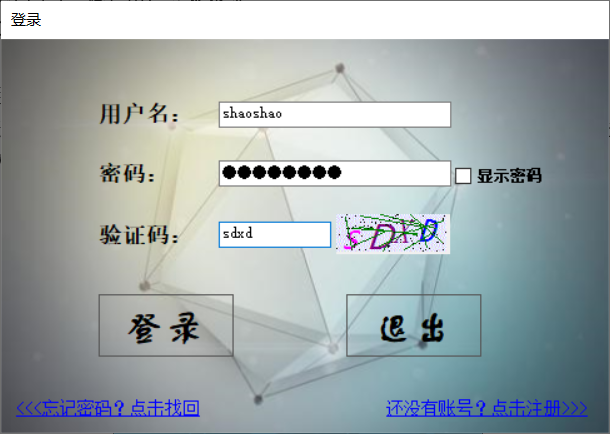 登录
用户名： shaoshao
密码： ●●●●●●●● 显示密码
验证码： sdxd SDXD
登录 退出
<<<忘记密码？点击找回 还没有账号？点击注册>>>